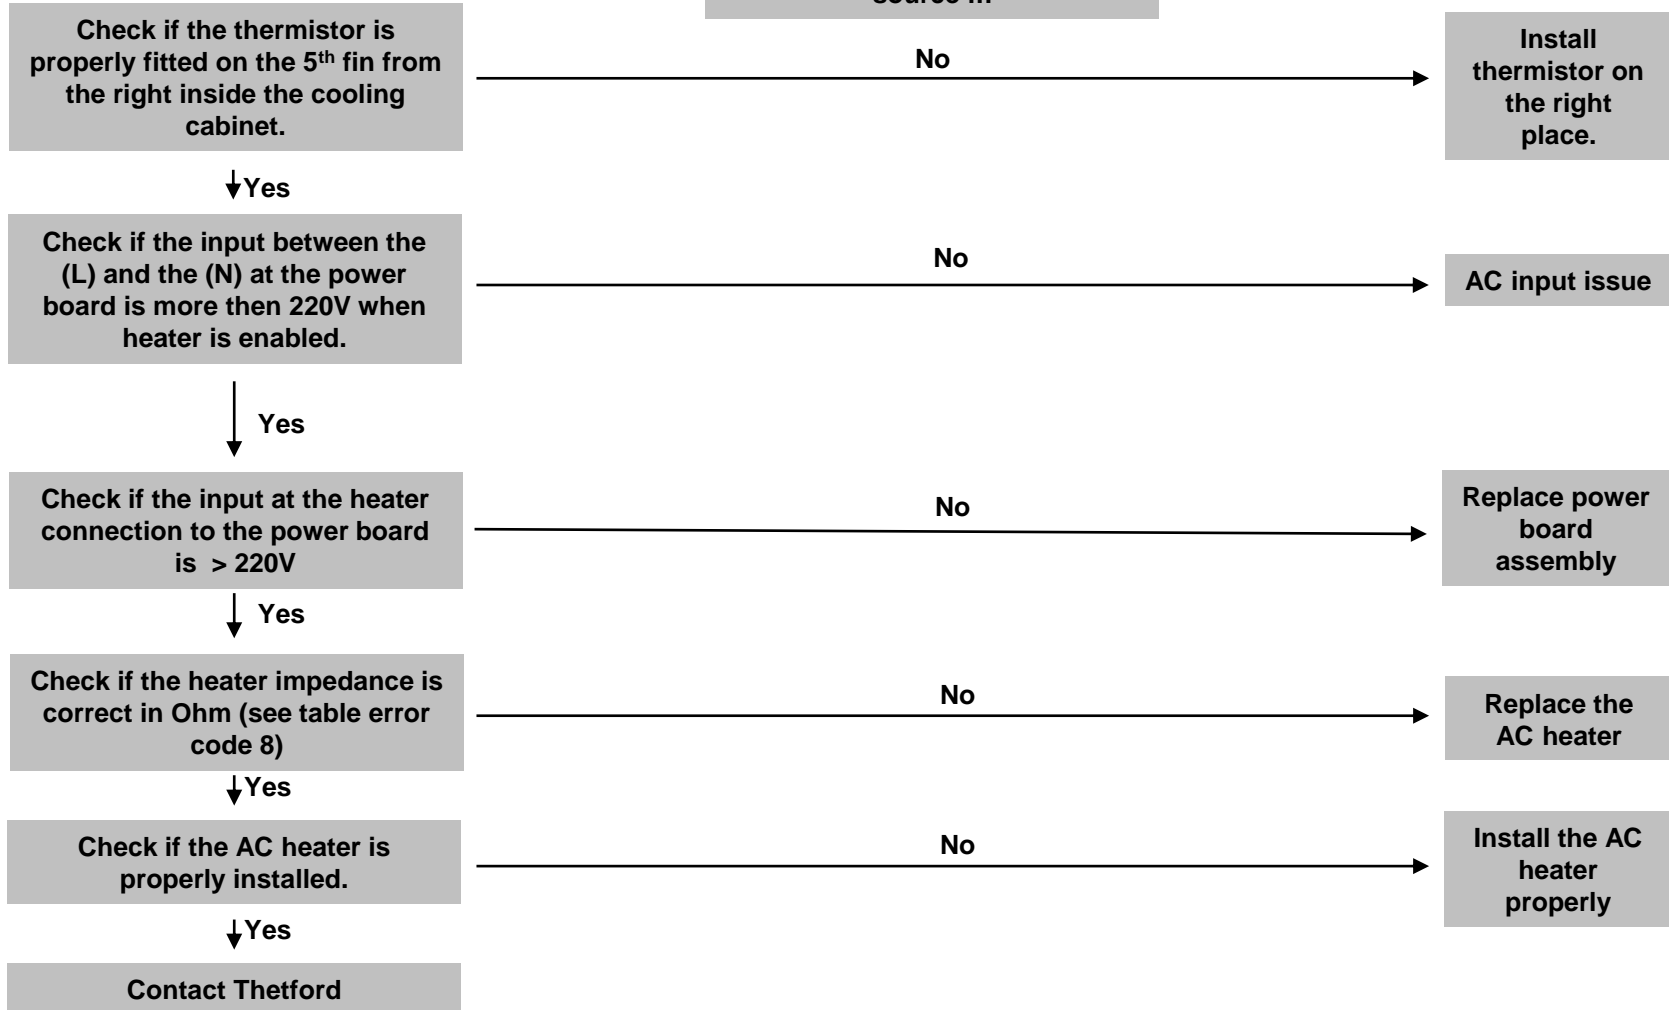 source m
Check if the thermistor is
properly fitted on the 5th fin from
the right inside the cooling
cabinet.
No
Install
thermistor on
the right
place.
Yes
Check if the input between the
(L) and the (N) at the power
board is more then 220V when
heater is enabled.
No
AC input issue
Yes
Check if the input at the heater
connection to the power board
is > 220V
No
Replace power
board
assembly
Yes
Check if the heater impedance is
correct in Ohm (see table error
code 8)
No
Replace the
AC heater
Yes
Check if the AC heater is
properly installed.
No
Install the AC
heater
properly
Yes
Contact Thetford